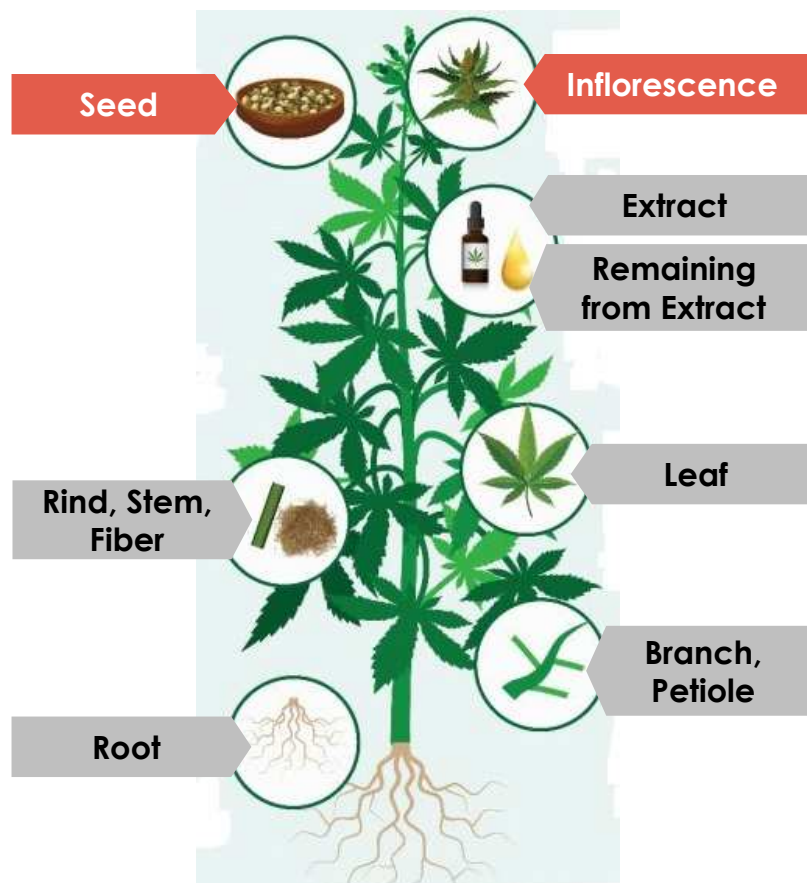 Seed
Inflorescence
Extract
Remaining
from Extract
Rind, Stem,
Fiber
Leaf
Branch,
Petiole
Root